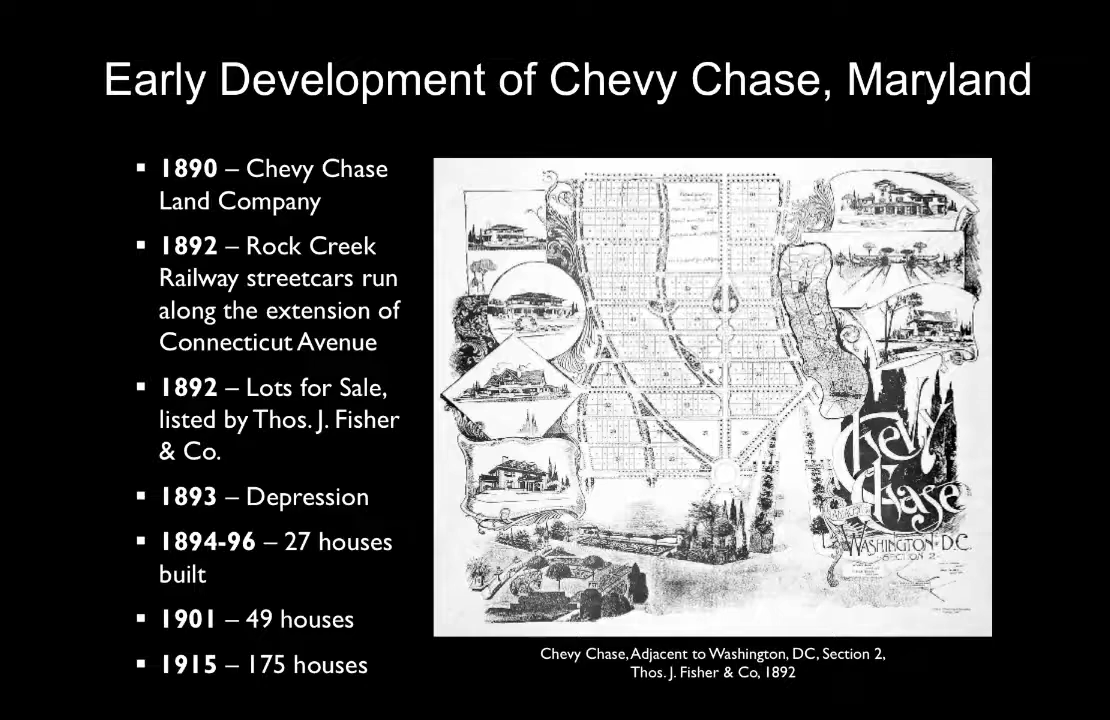 Early Development of Chevy Chase, Maryland
▪ 1890 – Chevy Chase
Land Company
▪ 1892 – Rock Creek
Railway streetcars run
along the extension of
Connecticut Avenue
▪ 1892 – Lots for Sale,
listed by Thos. J. Fisher
& Co.
▪ 1893 – Depression
▪ 1894-96 – 27 houses
built
▪ 1901 – 49 houses
▪ 1915 – 175 houses
Chevy
Chase
WASHINGTON D.C.
SECTION 2
Chevy Chase, Adjacent to Washington, DC, Section 2,
Thos. J. Fisher & Co, 1892